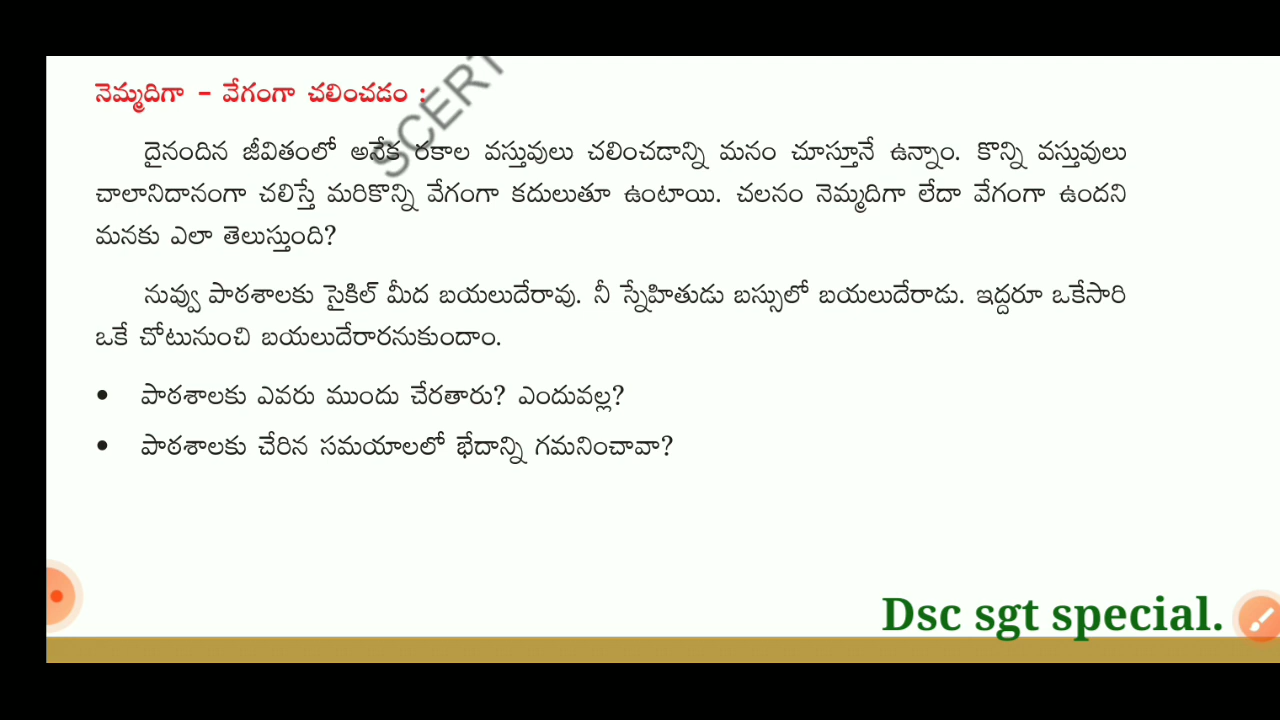 నెమ్మదిగా - వేగంగా చలించడం :
SCERT
దైనందిన జీవితంలో అనేక రకాల వస్తువులు చలించడాన్ని మనం చూస్తూనే ఉన్నాం. కొన్ని వస్తువులు
చాలానిదానంగా చలిస్తే మరికొన్ని వేగంగా కదులుతూ ఉంటాయి. చలనం నెమ్మదిగా లేదా వేగంగా ఉందని
మనకు ఎలా తెలుస్తుంది?
నువ్వు పాఠశాలకు సైకిల్ మీద బయలుదేరావు. నీ స్నేహితుడు బస్సులో బయలుదేరాడు. ఇద్దరూ ఒకేసారి
ఒకే చోటునుంచి బయలుదేరారనుకుందాం.
• పాఠశాలకు ఎవరు ముందు చేరతారు? ఎందువల్ల?
• పాఠశాలకు చేరిన సమయాలలో భేదాన్ని గమనించావా?
Dsc sgt special.